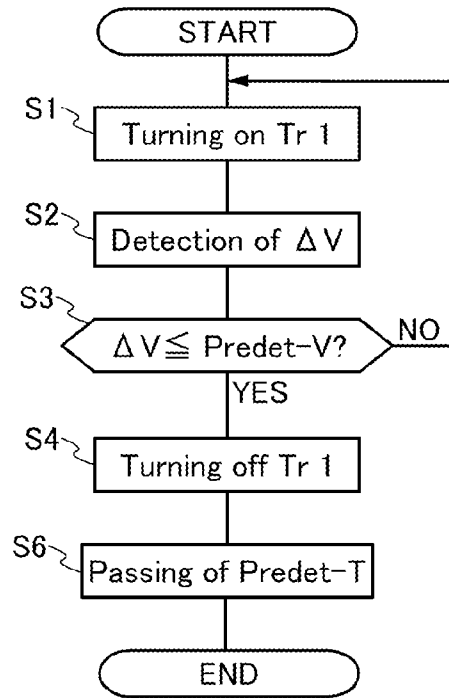 START
S1
Turning on Tr 1
S2
Detection of ΔV
S3
ΔV≦ Predet-V?
NO
YES
S4
Turning off Tr 1
S6
Passing of Predet-T
END